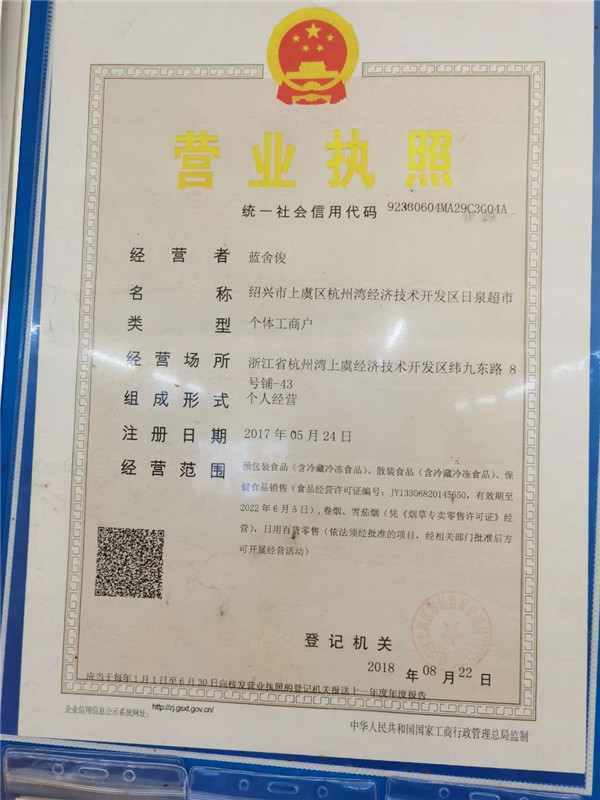 营业执照
统一社会信用代码 92330604MA29C3G04A
经营者 蓝舍俊
名称 绍兴市上虞区杭州湾经济技术开发区日泉超市
类型 个体工商户
经营场所 浙江省杭州湾上虞经济技术开发区纬九东路 8
号铺-43
组成形式 个人经营
注册日期 2017 年 05 月 24 日
经营范围 预包装食品（含冷藏冷冻食品）、散装食品（含冷藏冷冻食品）、保
健食品销售（食品经营许可证编号：JY13306820145650，有效期至
2022 年 6 月 5 日）,卷烟、雪茄烟（凭《烟草专卖零售许可证》经
营），日用百货零售（依法须经批准的项目，经相关部门批准后方
可开展经营活动）
登记机关
2018 年 08 月 22 日
应当于每年 1 月 1 日至 6 月 30 日向核发营业执照的登记机关报送上一年度年度报告
企业信用信息公示系统网址： http://zj.gsxt.gov.cn/
中华人民共和国国家工商行政管理总局监制